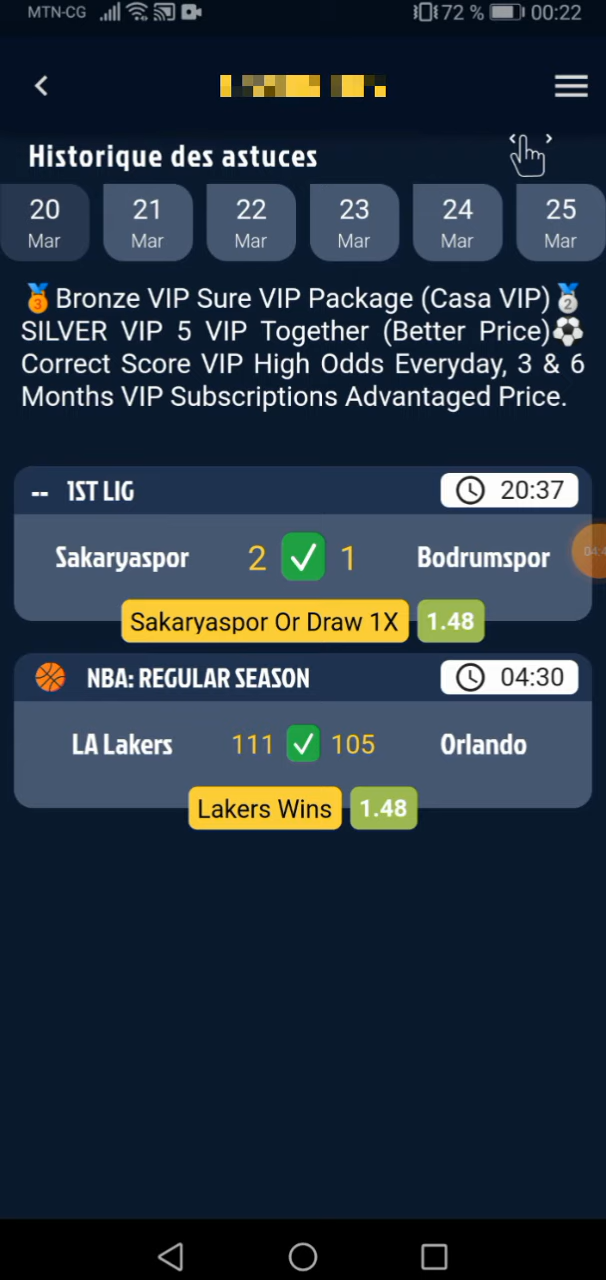 MTN-CG 72 % 00:22
Historique des astuces
20 21 22 23 24 25
Mar Mar Mar Mar Mar Mar
🥉Bronze VIP Sure VIP Package (Casa VIP)🥈
SILVER VIP 5 VIP Together (Better Price)⚽
Correct Score VIP High Odds Everyday, 3 & 6
Months VIP Subscriptions Advantaged Price.
-- 1ST LIG 20:37
Sakaryaspor 2 ✅ 1 Bodrumspor
Sakaryaspor Or Draw 1X 1.48
🏀 NBA: REGULAR SEASON 04:30
LA Lakers 111 ✅ 105 Orlando
Lakers Wins 1.48